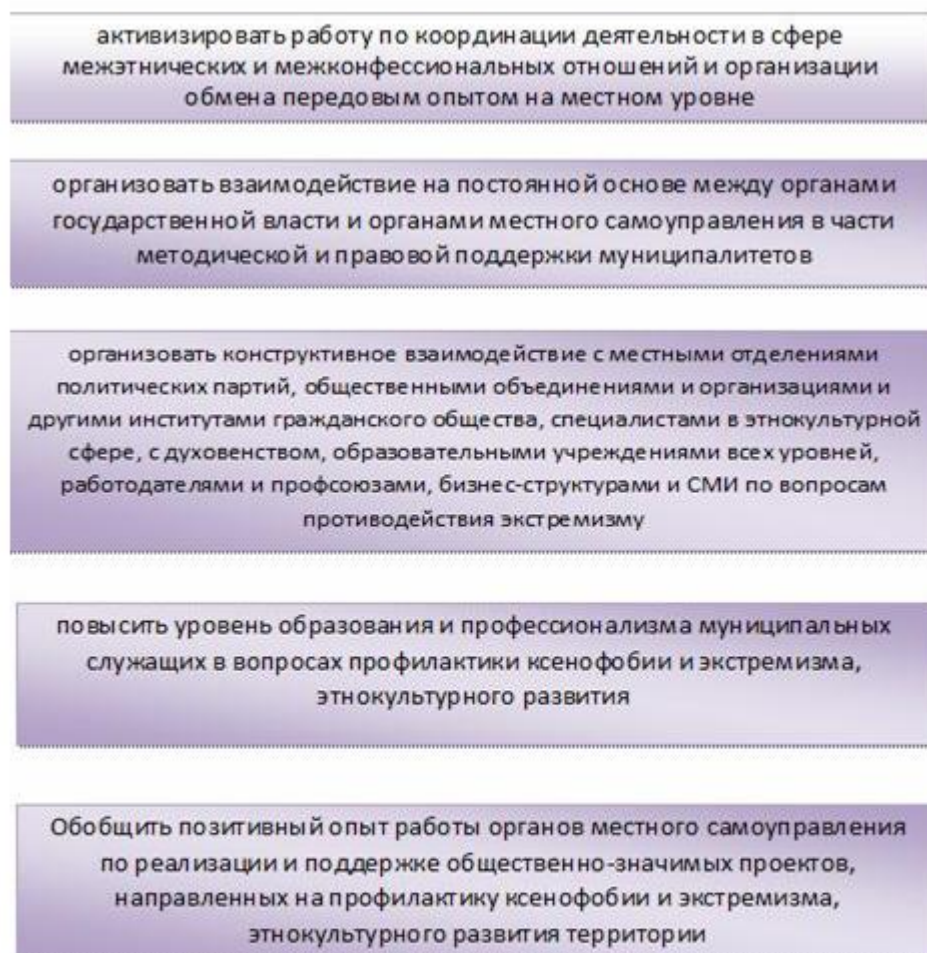 активизировать работу по координации деятельности в сфере
межэтнических и межконфессиональных отношений и организации
обмена передовым опытом на местном уровне
организовать взаимодействие на постоянной основе между органами
государственной власти и органами местного самоуправления в части
методической и правовой поддержки муниципалитетов
организовать конструктивное взаимодействие с местными отделениями
политических партий, общественными объединениями и организациями и
другими институтами гражданского общества, специалистами в этнокультурной
сфере, с духовенством, образовательными учреждениями всех уровней,
работодателями и профсоюзами, бизнес-структурами и СМИ по вопросам
противодействия экстремизму
повысить уровень образования и профессионализма муниципальных
служащих в вопросах профилактики ксенофобии и экстремизма,
этнокультурного развития
Обобщить позитивный опыт работы органов местного самоуправления
по реализации и поддержке общественно-значимых проектов,
направленных на профилактику ксенофобии и экстремизма,
этнокультурного развития территории